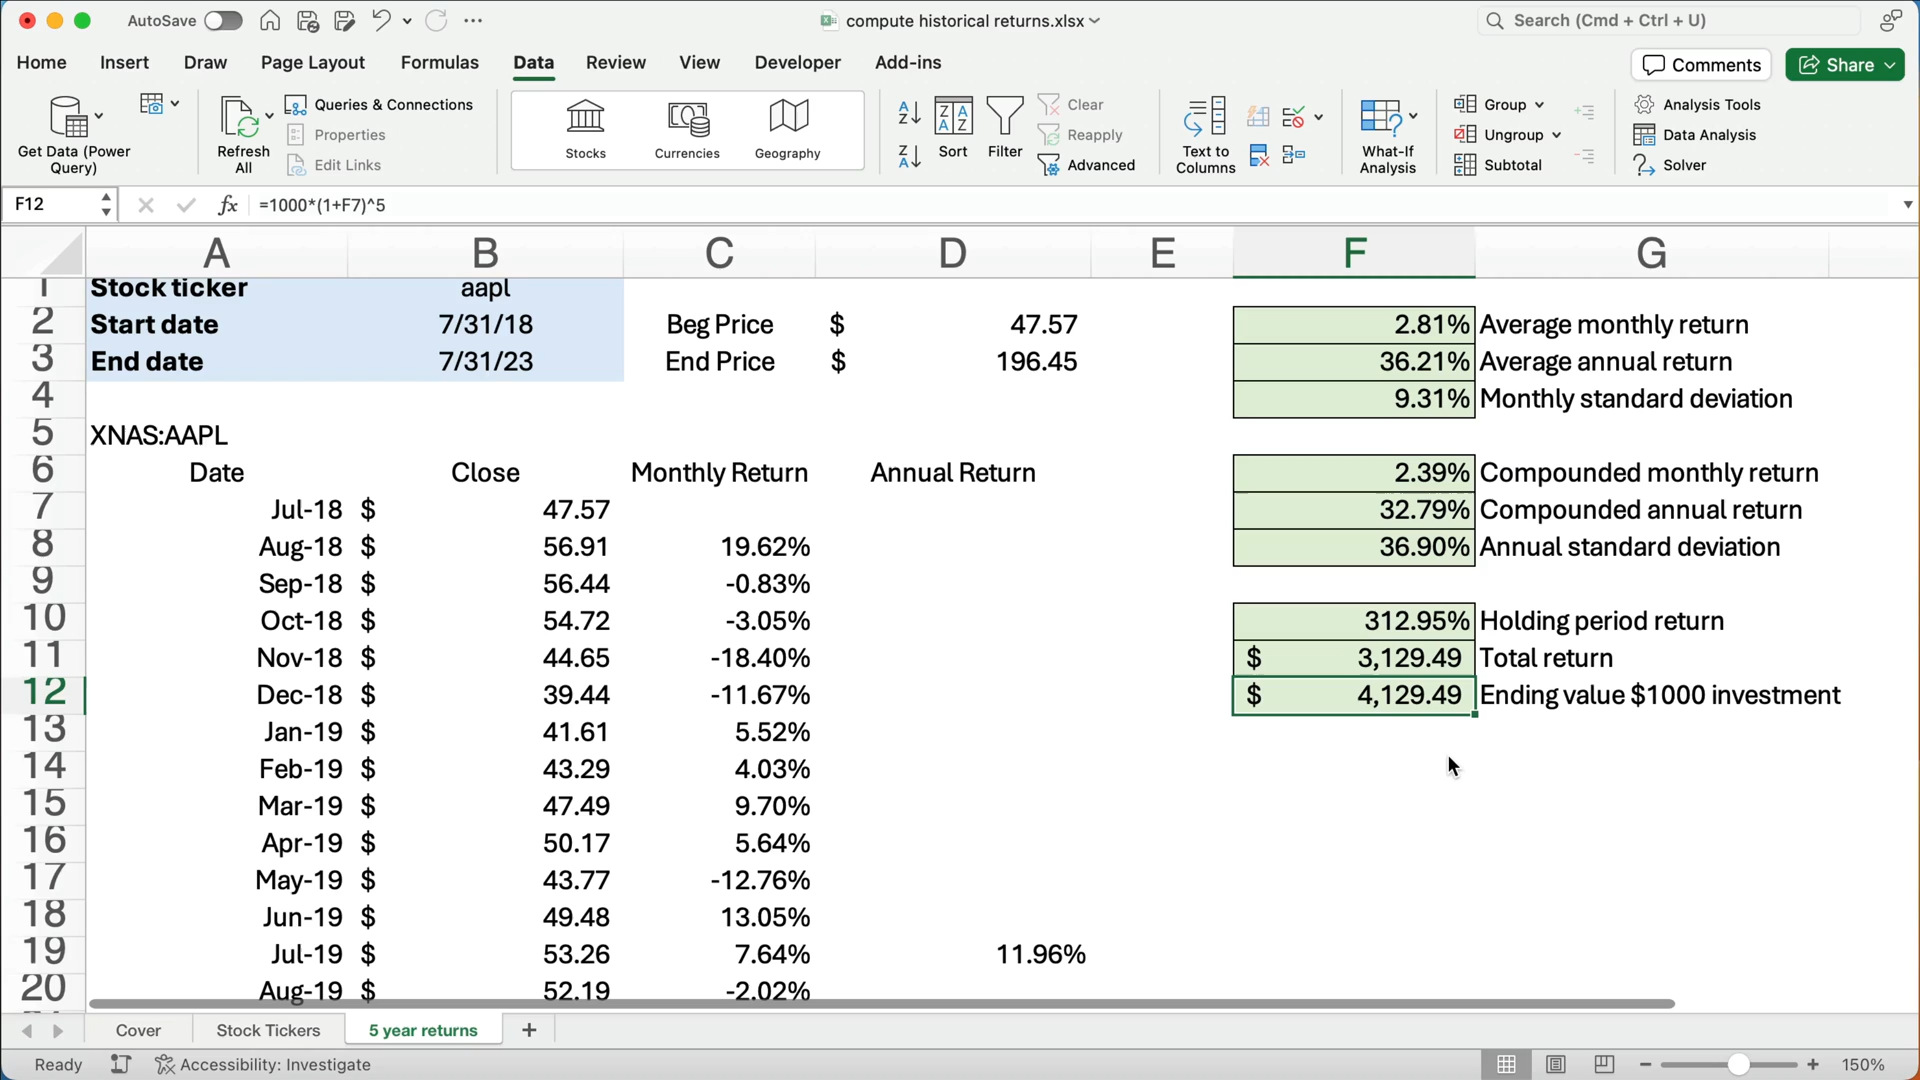 AutoSave
compute historical returns.xlsx
Search (Cmd + Ctrl + U)
Home Insert Draw Page Layout Formulas Data Review View Developer Add-ins
Comments Share
Get Data (Power Query)
Refresh All
Queries & Connections
Properties
Edit Links
Stocks Currencies Geography
Sort Filter
Clear
Reapply
Advanced
Text to Columns
What-If Analysis
Group
Ungroup
Subtotal
Analysis Tools
Data Analysis
Solver
F12 fx =1000*(1+F7)^5
A B C D E F G
1 Stock ticker aapl
2 Start date 7/31/18 Beg Price $ 47.57 2.81% Average monthly return
3 End date 7/31/23 End Price $ 196.45 36.21% Average annual return
4 9.31% Monthly standard deviation
5 XNAS:AAPL
6 Date Close Monthly Return Annual Return 2.39% Compounded monthly return
7 Jul-18 $ 47.57 32.79% Compounded annual return
8 Aug-18 $ 56.91 19.62% 36.90% Annual standard deviation
9 Sep-18 $ 56.44 -0.83%
10 Oct-18 $ 54.72 -3.05% 312.95% Holding period return
11 Nov-18 $ 44.65 -18.40% $ 3,129.49 Total return
12 Dec-18 $ 39.44 -11.67% $ 4,129.49 Ending value $1000 investment
13 Jan-19 $ 41.61 5.52%
14 Feb-19 $ 43.29 4.03%
15 Mar-19 $ 47.49 9.70%
16 Apr-19 $ 50.17 5.64%
17 May-19 $ 43.77 -12.76%
18 Jun-19 $ 49.48 13.05%
19 Jul-19 $ 53.26 7.64% 11.96%
20 Aug-19 $ 52.19 -2.02%
Cover Stock Tickers 5 year returns +
Ready Accessibility: Investigate 150%